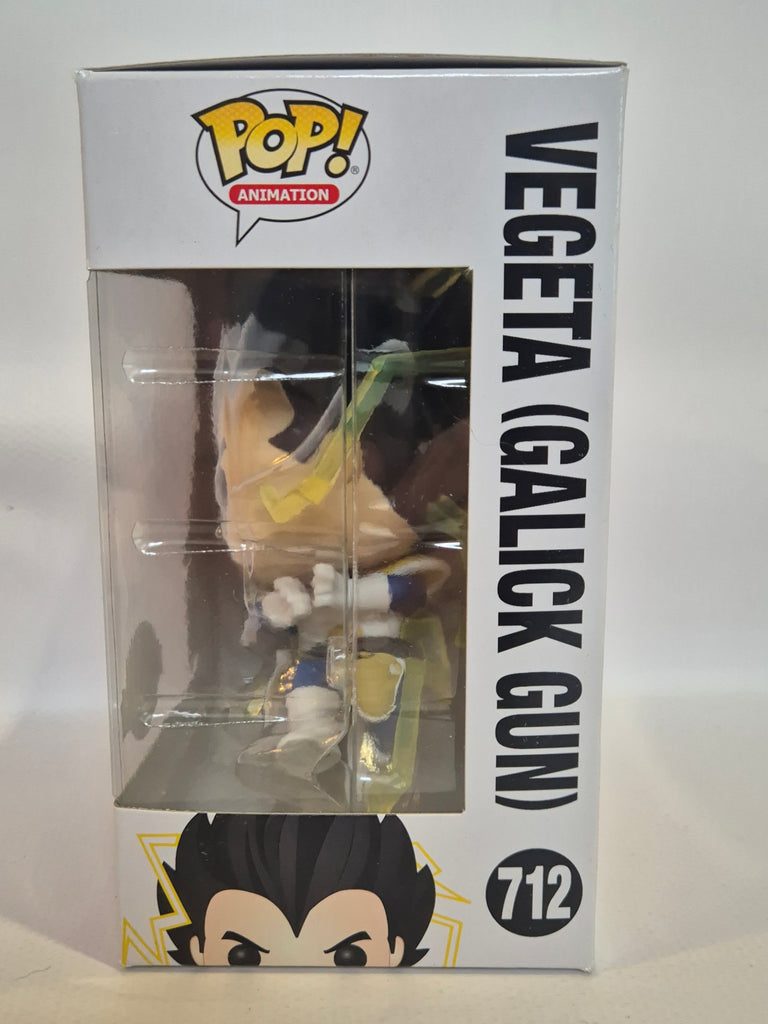 POP!®
ANIMATION
VEGETA (GALICK GUN)
712